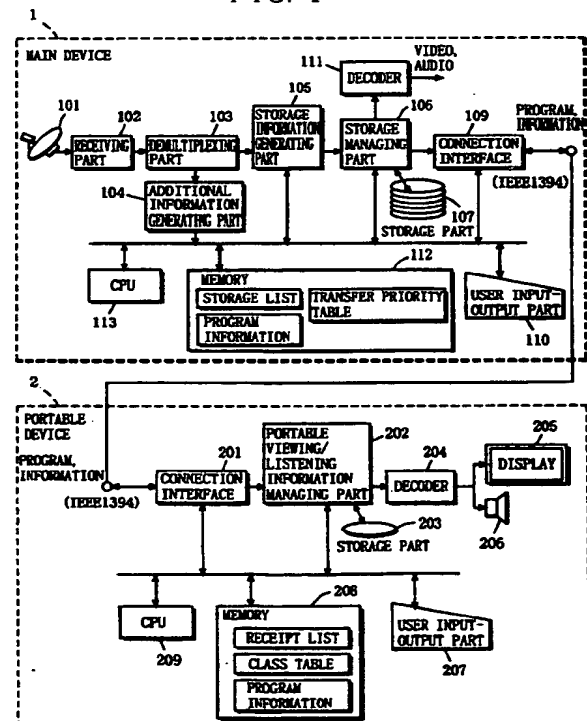 1
MAIN DEVICE
101
102
RECEIVING
PART
103
DEMULTIPLEXING
PART
104
ADDITIONAL
INFORMATION
GENERATING PART
105
STORAGE
INFORMATION
GENERATING
PART
111
DECODER
VIDEO,
AUDIO
106
STORAGE
MANAGING
PART
109
CONNECTION
INTERFACE
PROGRAM,
INFORMATION
(IEEE1394)
107
STORAGE PART
CPU
113
112
MEMORY
STORAGE LIST
PROGRAM
INFORMATION
TRANSFER PRIORITY
TABLE
USER INPUT-
OUTPUT PART
110
2
PORTABLE
DEVICE
PROGRAM,
INFORMATION
(IEEE1394)
201
CONNECTION
INTERFACE
202
PORTABLE
VIEWING/
LISTENING
INFORMATION
MANAGING PART
204
DECODER
205
DISPLAY
206
203
STORAGE PART
CPU
209
208
MEMORY
RECEIPT LIST
CLASS TABLE
PROGRAM
INFORMATION
USER INPUT-
OUTPUT PART
207